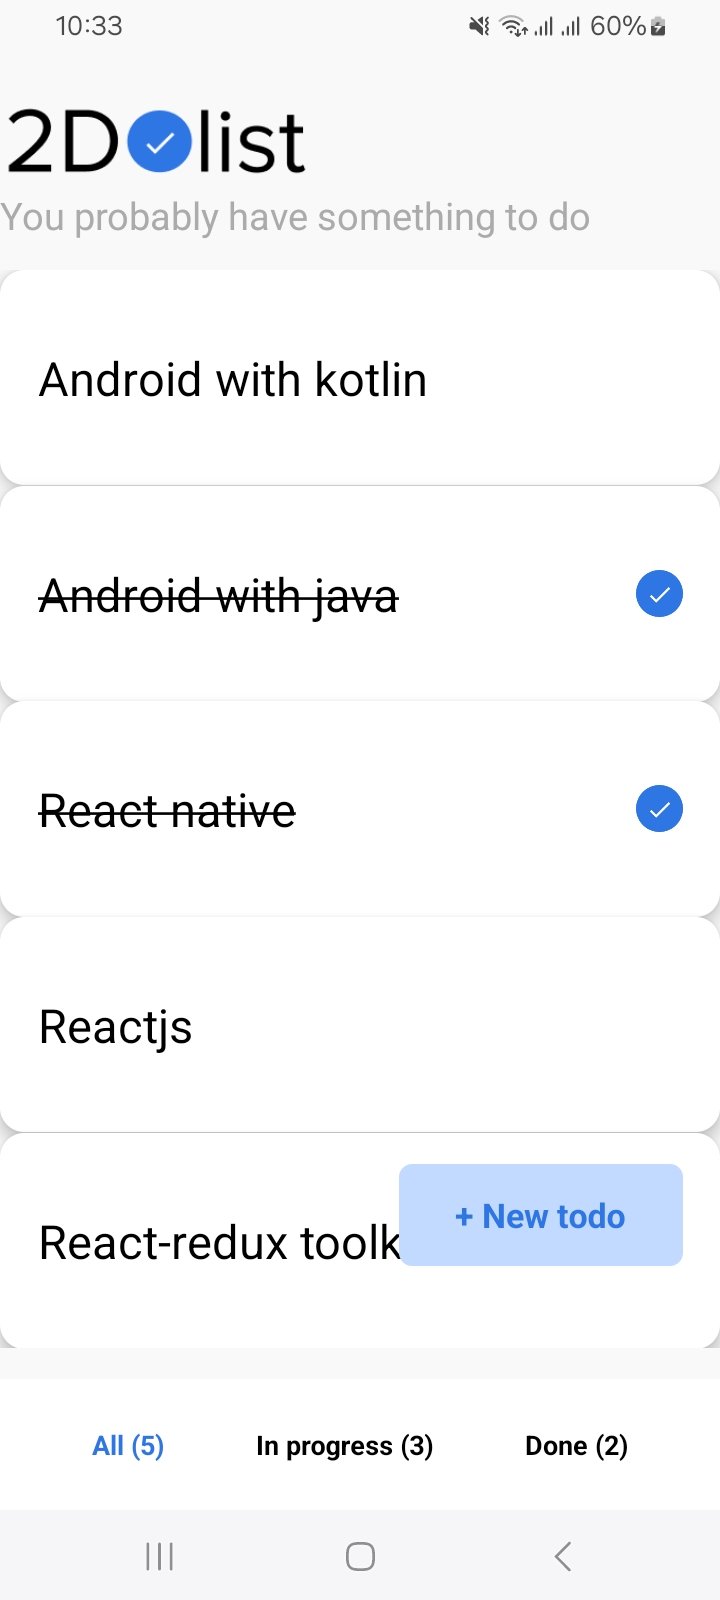 10:33 60%
2D list
You probably have something to do
Android with kotlin
Android with java
React native
Reactjs
React-redux toolk
+ New todo
All (5) In progress (3) Done (2)